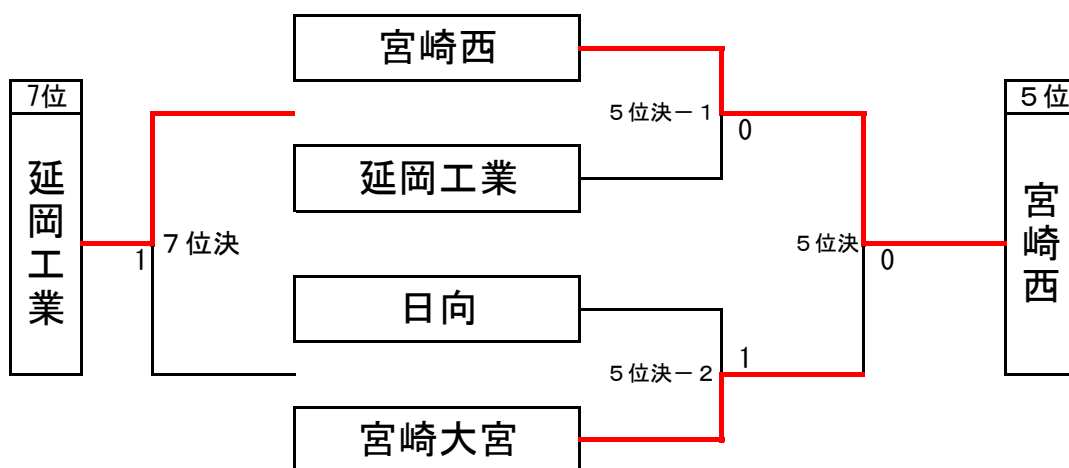 宮崎西
7位
5位決－1
0
５位
延岡工業
延岡工業
宮崎西
７位決
1
５位決
0
日向
1
５位決－２
宮崎大宮